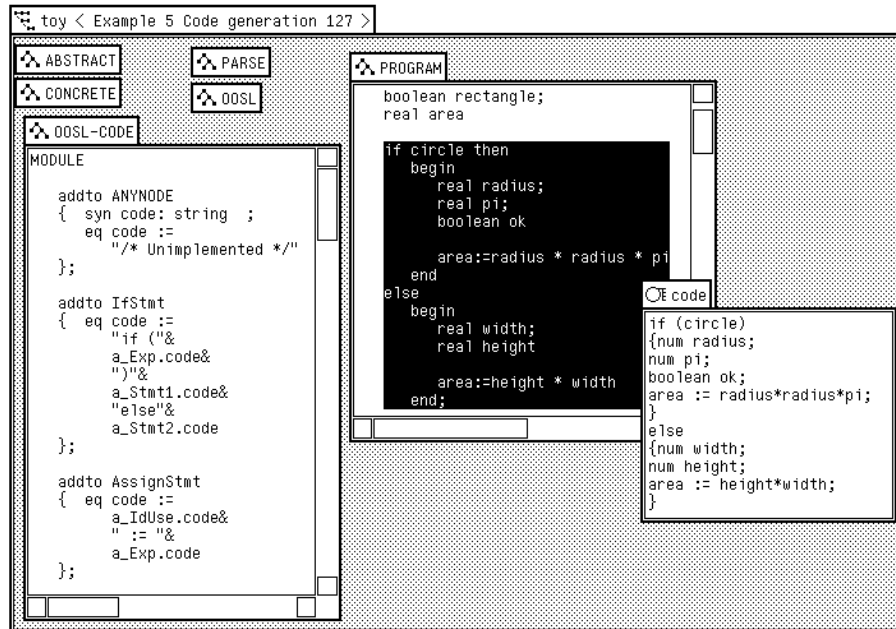 toy < Example 5 Code generation 127 >
ABSTRACT
PARSE
CONCRETE
OOSL
OOSL-CODE
MODULE
addto ANYNODE
{ syn code: string ;
eq code :=
"/* Unimplemented */"
};
addto IfStmt
{ eq code :=
"if ("&
a_Exp.code&
")"&
a_Stmt1.code&
"else"&
a_Stmt2.code
};
addto AssignStmt
{ eq code :=
a_IdUse.code&
" := "&
a_Exp.code
};
PROGRAM
boolean rectangle;
real area
if circle then
begin
real radius;
real pi;
boolean ok
area:=radius * radius * pi
end
else
begin
real width;
real height
area:=height * width
end;
code
if (circle)
{num radius;
num pi;
boolean ok;
area := radius*radius*pi;
}
else
{num width;
num height;
area := height*width;
}